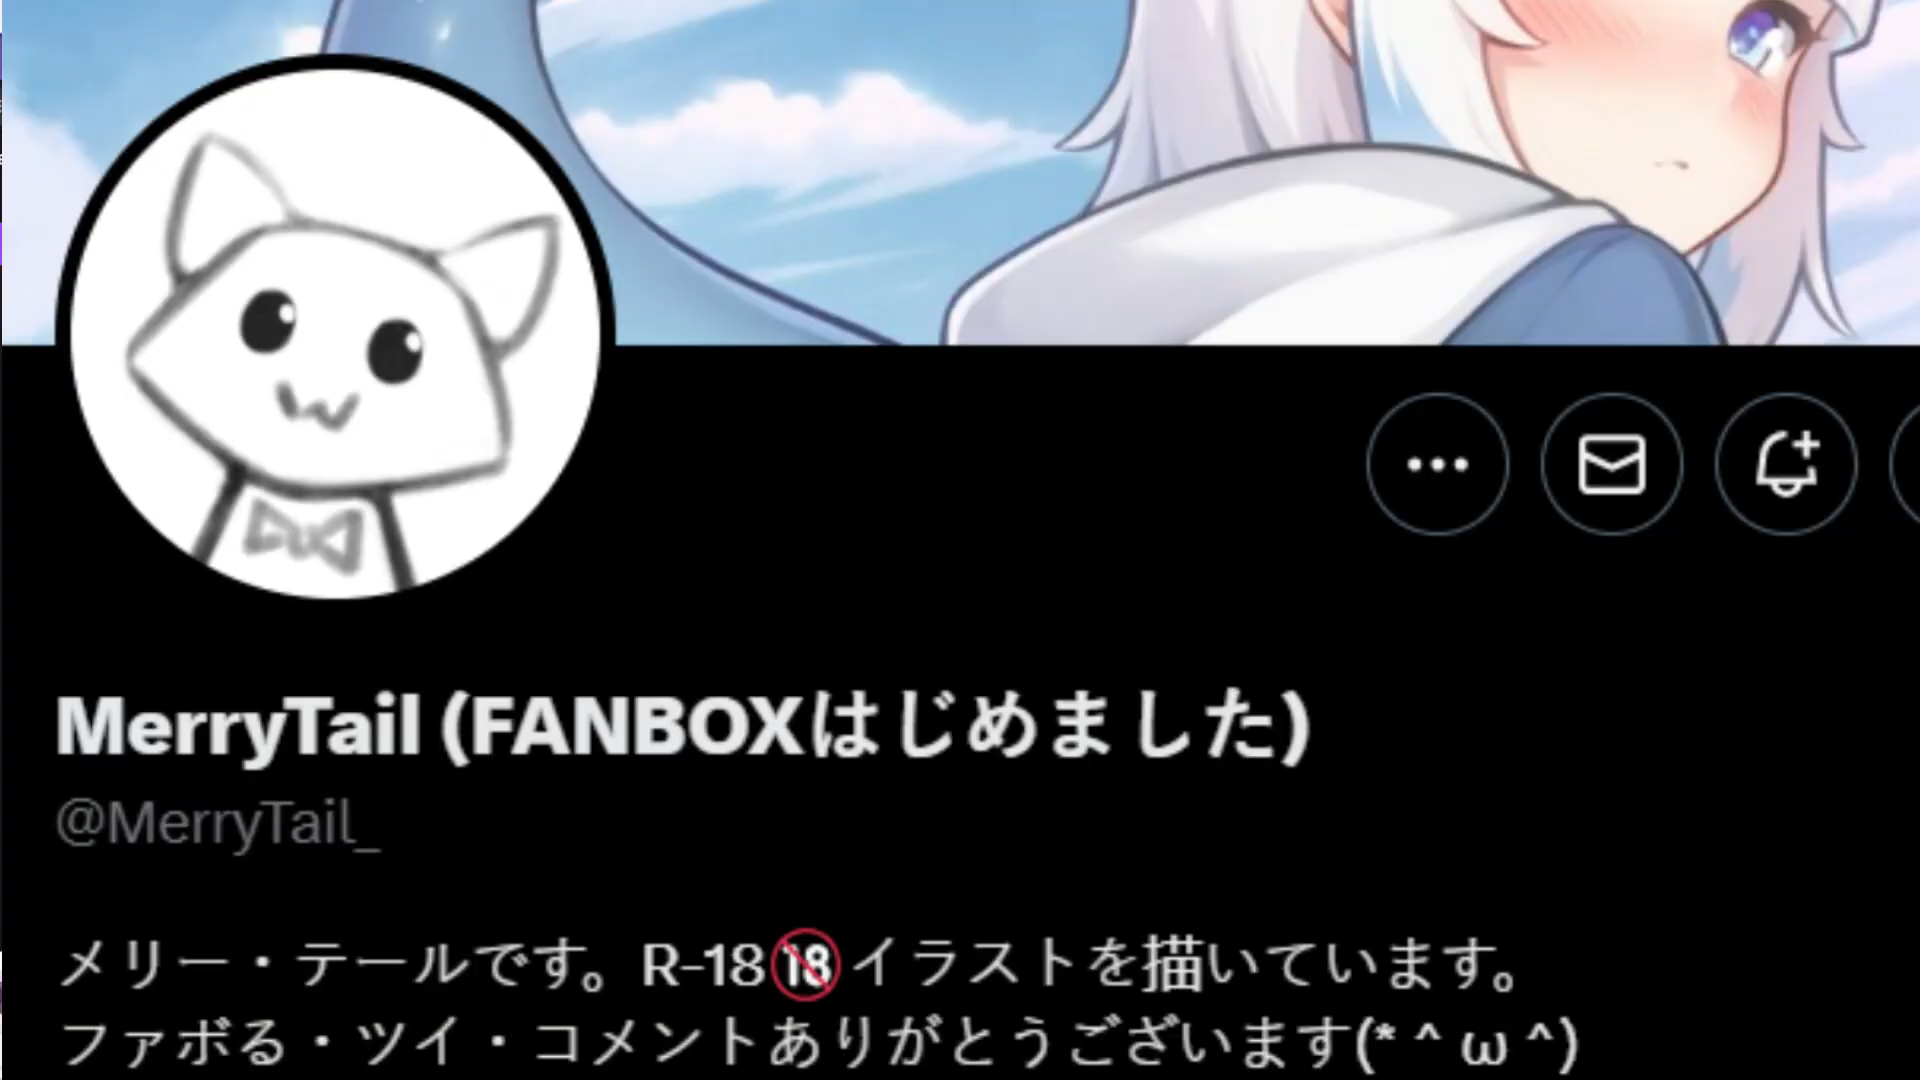 MerryTail (FANBOXはじめました)
@MerryTail_
メリー・テールです。R-18🔞イラストを描いています。
ファボる・ツイ・コメントありがとうございます(* ^ ω ^)